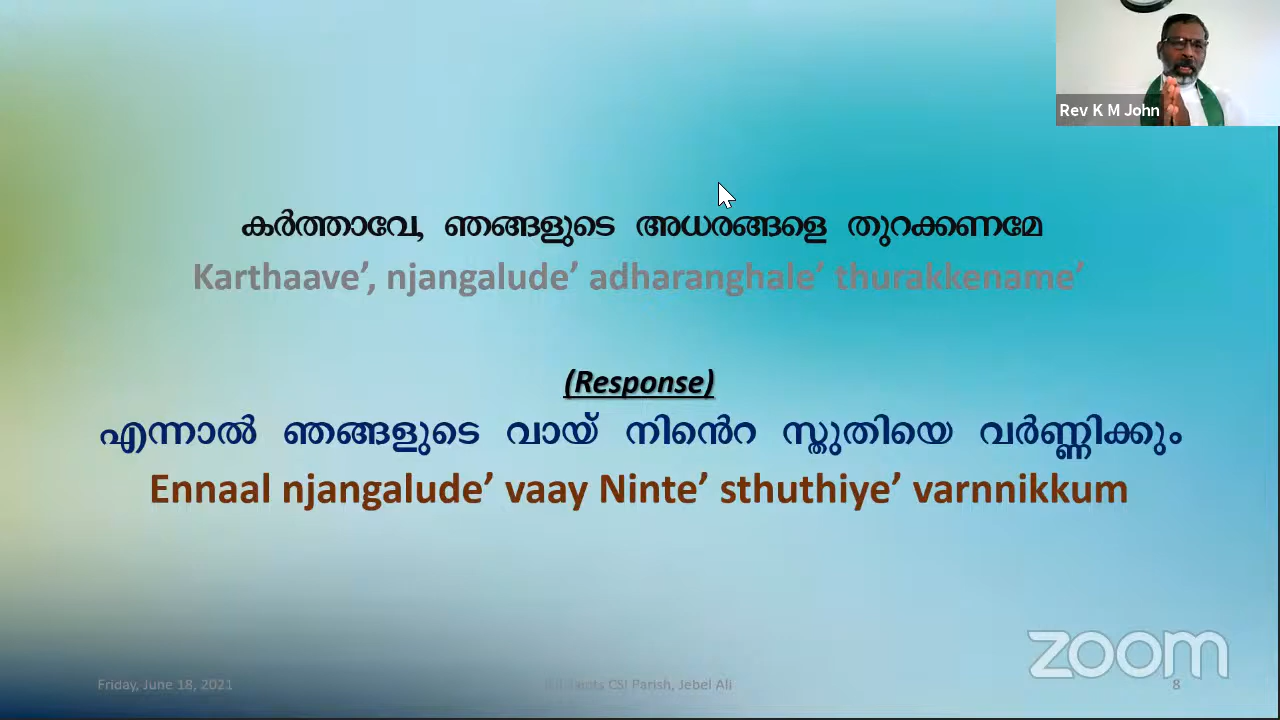 Rev K M John
കർത്താവേ, ഞങ്ങളുടെ അധരങ്ങളെ തുറക്കണമേ
Karthaave’, njangalude’ adharanghale’ thurakkename’
(Response)
എന്നാൽ ഞങ്ങളുടെ വായ് നിൻെറ സ്തുതിയെ വർണ്ണിക്കും
Ennaal njangalude’ vaay Ninte’ sthuthiye’ varnnikkum
zoom
Friday, June 18, 2021 CSI Parish, Jebel Ali 8